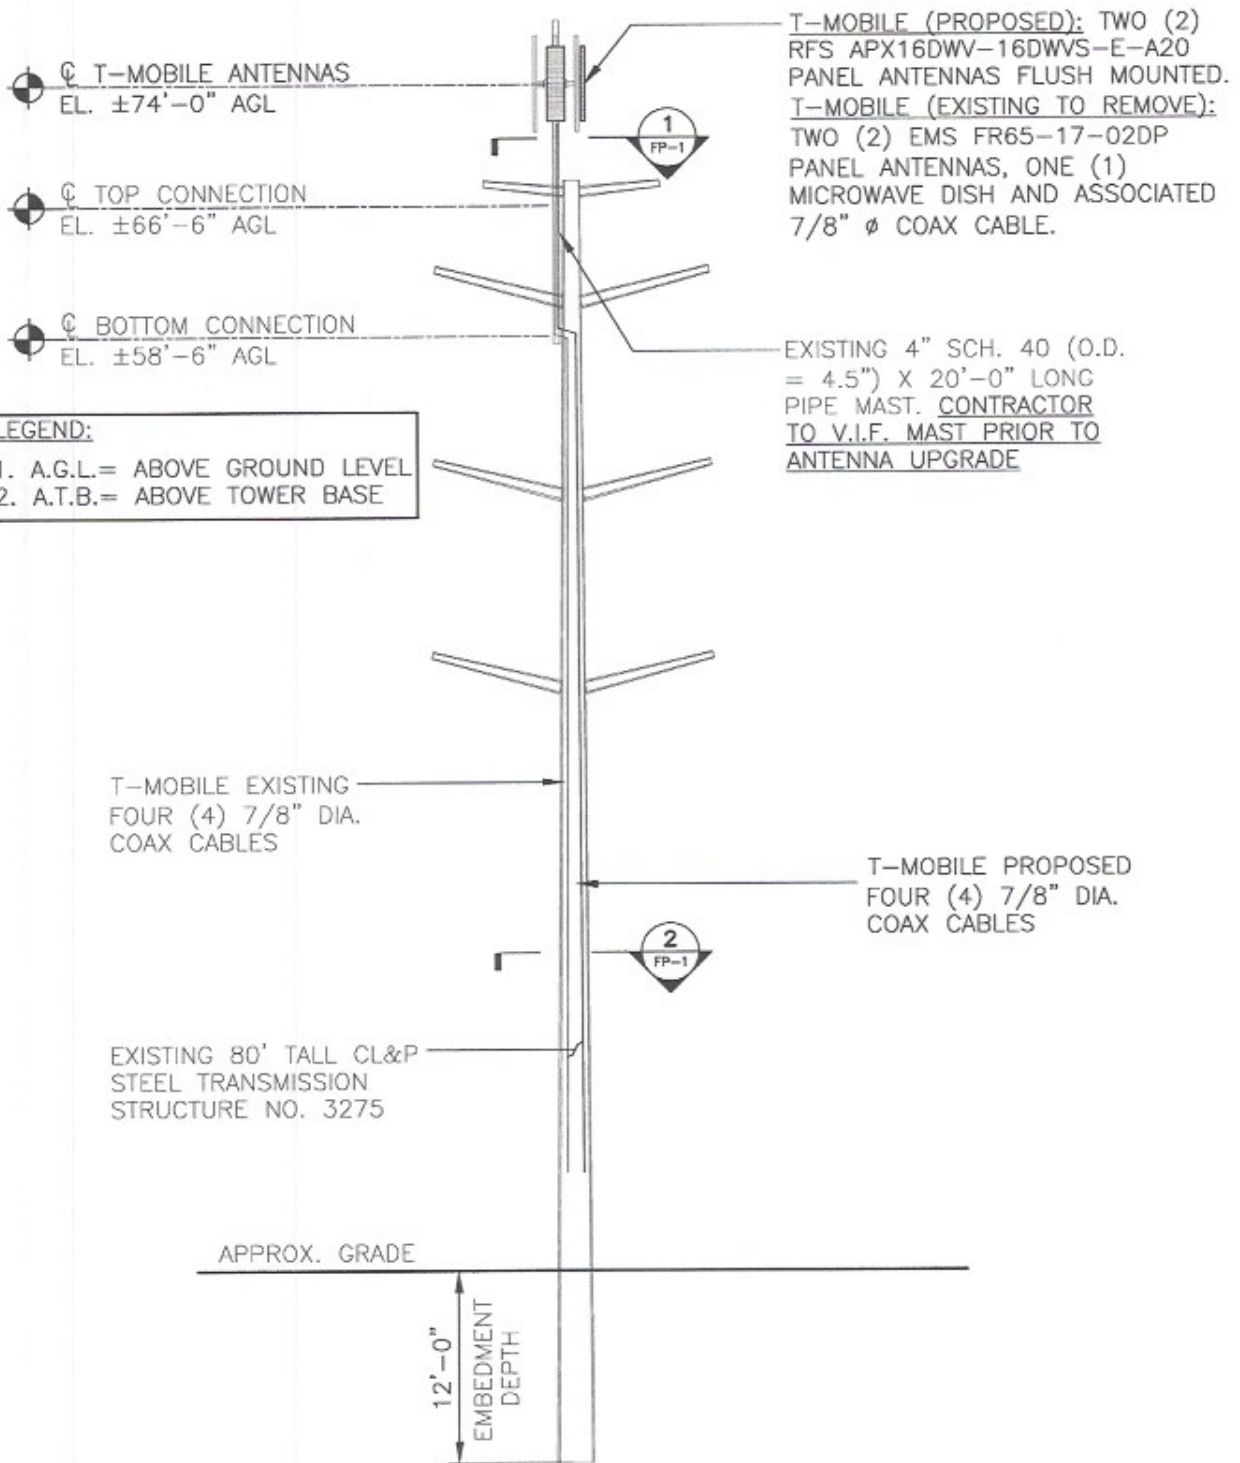 T-MOBILE (PROPOSED): TWO (2)
RFS APX16DWV-16DWVS-E-A20
PANEL ANTENNAS FLUSH MOUNTED.
T-MOBILE (EXISTING TO REMOVE):
TWO (2) EMS FR65-17-02DP
PANEL ANTENNAS, ONE (1)
MICROWAVE DISH AND ASSOCIATED
7/8" ø COAX CABLE.
℄ T-MOBILE ANTENNAS
EL. ±74'-0" AGL
1
FP-1
℄ TOP CONNECTION
EL. ±66'-6" AGL
℄ BOTTOM CONNECTION
EL. ±58'-6" AGL
EXISTING 4" SCH. 40 (O.D.
= 4.5") X 20'-0" LONG
PIPE MAST. CONTRACTOR
TO V.I.F. MAST PRIOR TO
ANTENNA UPGRADE
LEGEND:
1. A.G.L.= ABOVE GROUND LEVEL
2. A.T.B.= ABOVE TOWER BASE
T-MOBILE EXISTING
FOUR (4) 7/8" DIA.
COAX CABLES
T-MOBILE PROPOSED
FOUR (4) 7/8" DIA.
COAX CABLES
2
FP-1
EXISTING 80' TALL CL&P
STEEL TRANSMISSION
STRUCTURE NO. 3275
APPROX. GRADE
12'-0"
EMBEDMENT
DEPTH